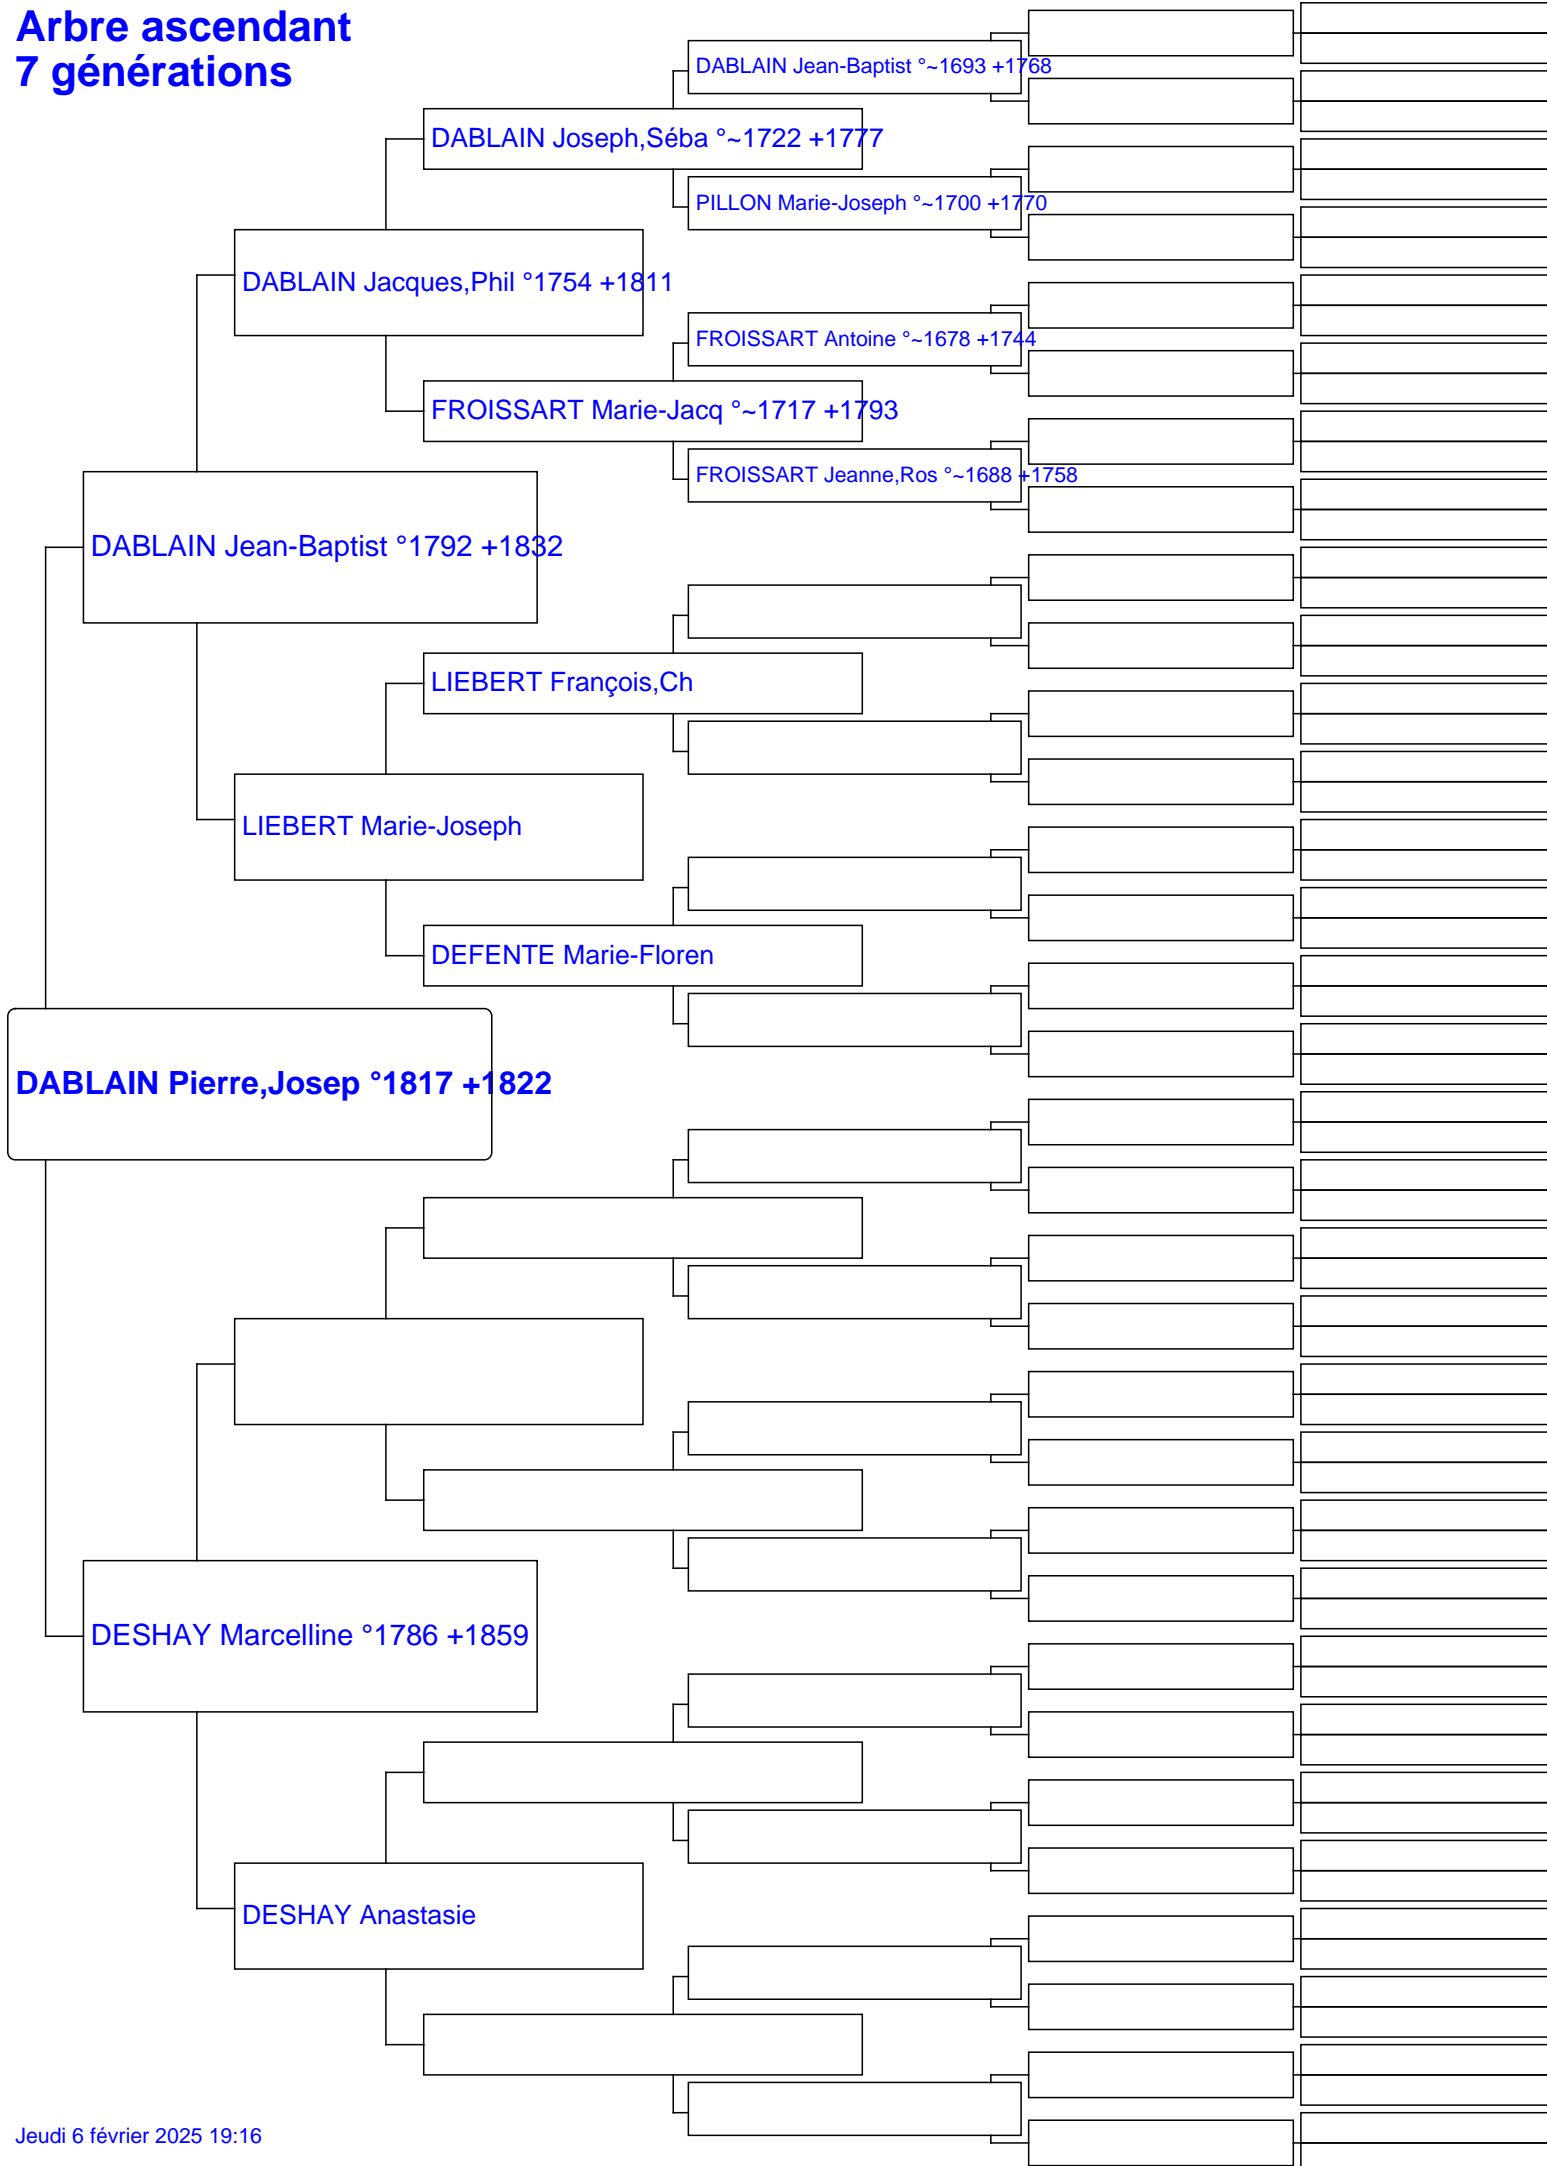 Arbre ascendant
7 générations
DABLAIN Jean-Baptist °~1693 +1768
DABLAIN Joseph,Séba °~1722 +1777
PILLON Marie-Joseph °~1700 +1770
DABLAIN Jacques,Phil °1754 +1811
FROISSART Antoine °~1678 +1744
FROISSART Marie-Jacq °~1717 +1793
FROISSART Jeanne,Ros °~1688 +1758
DABLAIN Jean-Baptist °1792 +1832
LIEBERT François,Ch
LIEBERT Marie-Joseph
DEFENTE Marie-Floren
DABLAIN Pierre,Josep °1817 +1822
DESHAY Marcelline °1786 +1859
DESHAY Anastasie
Jeudi 6 février 2025 19:16